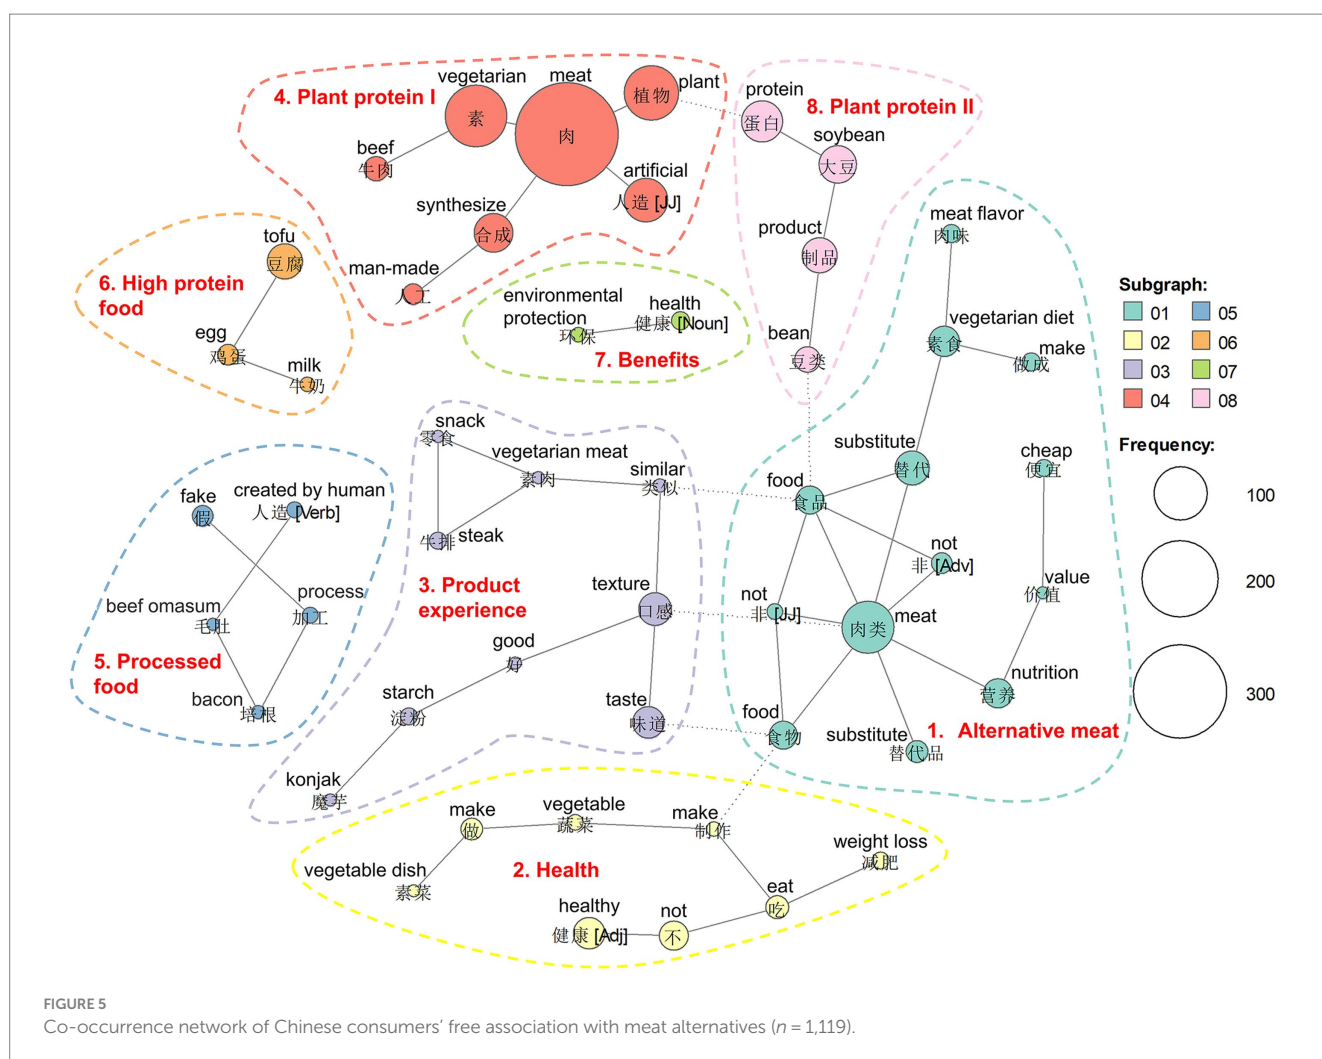 vegetarian
素
meat
肉
植物
plant
4. Plant protein I
beef
牛肉
artificial
人造 [JJ]
synthesize
合成
man-made
人工
protein
蛋白
8. Plant protein II
soybean
大豆
product
制品
bean
豆类
tofu
豆腐
6. High protein
food
egg
鸡蛋
milk
牛奶
environmental
protection
环保
health
健康 [Noun]
7. Benefits
meat flavor
肉味
vegetarian diet
素食
make
做成
substitute
替代
cheap
便宜
food
食品
not
非 [Adv]
value
价值
not
非 [JJ]
meat
肉类
nutrition
营养
food
食物
substitute
替代品
1. Alternative meat
Subgraph:
01
05
02
06
03
07
04
08
Frequency:
100
200
300
snack
零食
vegetarian meat
素肉
similar
类似
牛排 steak
3. Product
experience
texture
口感
good
好
starch
淀粉
taste
味道
konjak
魔芋
fake
假
created by human
人造 [Verb]
beef omasum
毛肚
process
加工
5. Processed
food
bacon
培根
make
做
vegetable
蔬菜
make
制作
vegetable dish
素菜
2. Health
weight loss
减肥
eat
吃
healthy
健康 [Adj]
not
不
FIGURE 5
Co-occurrence network of Chinese consumers' free association with meat alternatives (n = 1,119).